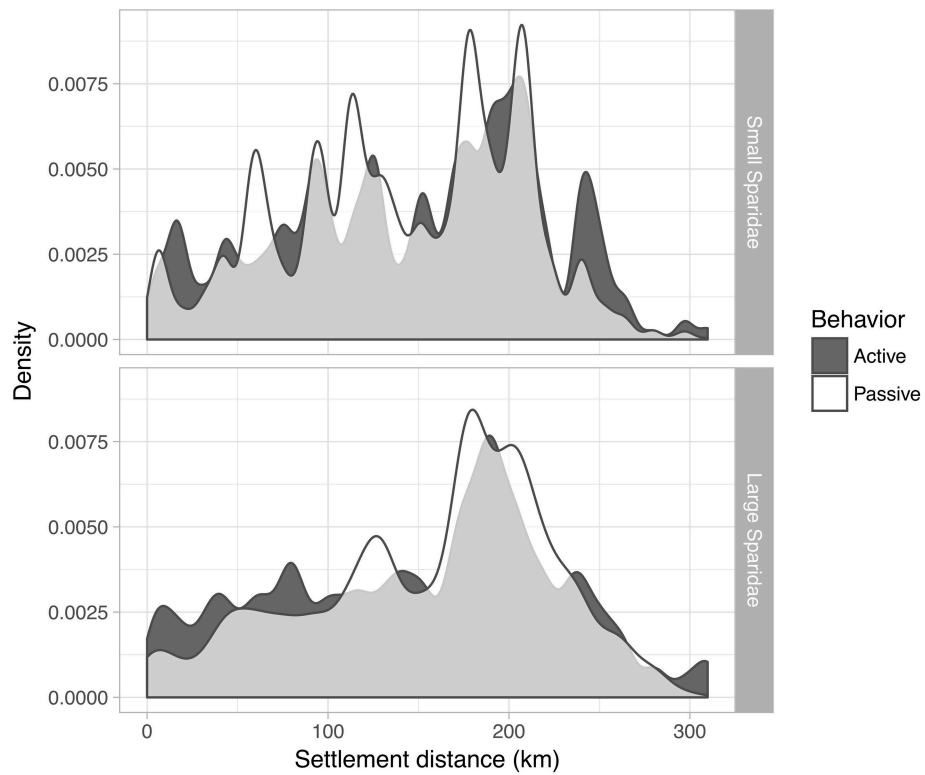 0.0075
0.0050
0.0025
0.0000
Small Sparidae
0.0075
0.0050
0.0025
0.0000
Large Sparidae
Density
0 100 200 300
Settlement distance (km)
Behavior
Active
Passive